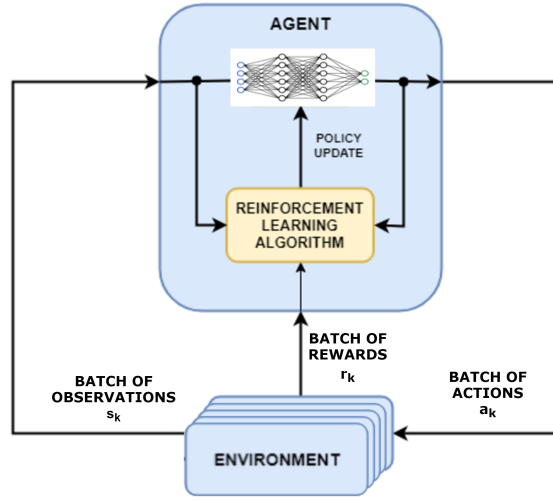 AGENT
POLICY
UPDATE
REINFORCEMENT
LEARNING
ALGORITHM
BATCH OF
REWARDS
rₖ
BATCH OF
OBSERVATIONS
sₖ
BATCH OF
ACTIONS
aₖ
ENVIRONMENT